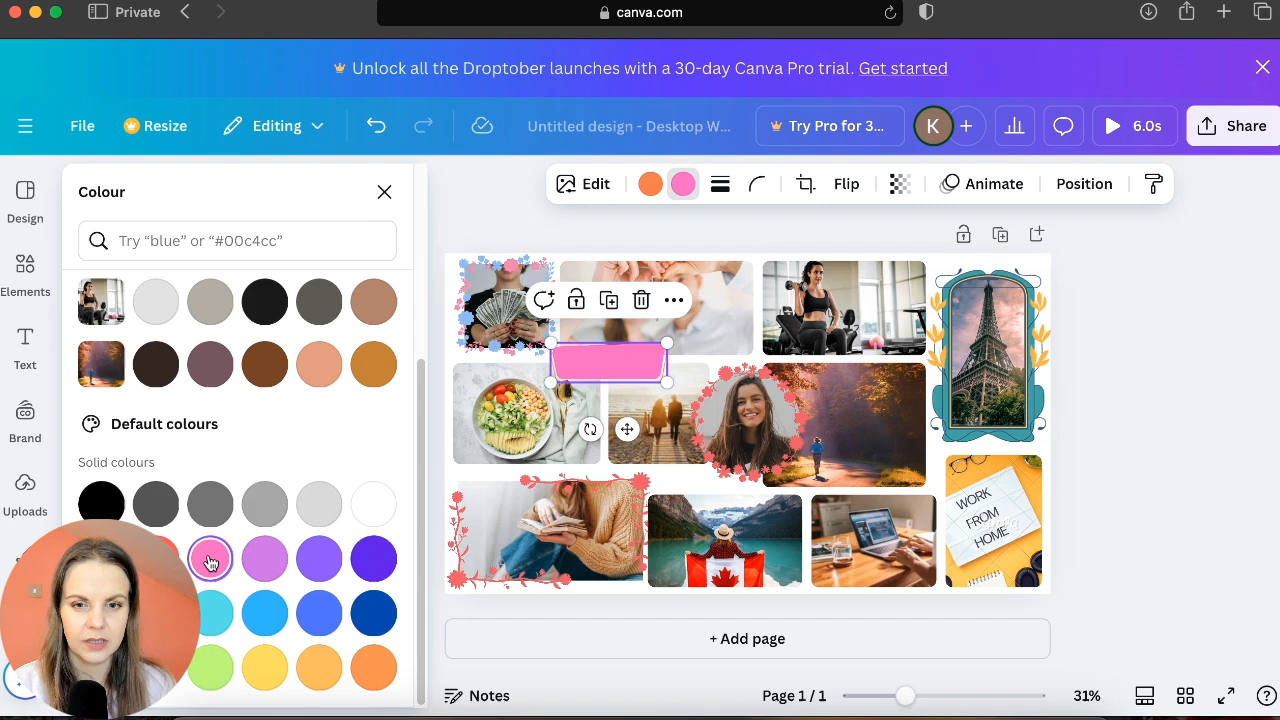 Private
canva.com
Unlock all the Droptober launches with a 30-day Canva Pro trial. Get started
File
Resize
Editing
Untitled design - Desktop W...
Try Pro for 3...
K
6.0s
Share
Design
Elements
Text
Brand
Uploads
Colour
Try “blue” or “#00c4cc”
Default colours
Solid colours
Edit
Flip
Animate
Position
WORK
FROM
HOME
+ Add page
Notes
Page 1 / 1
31%